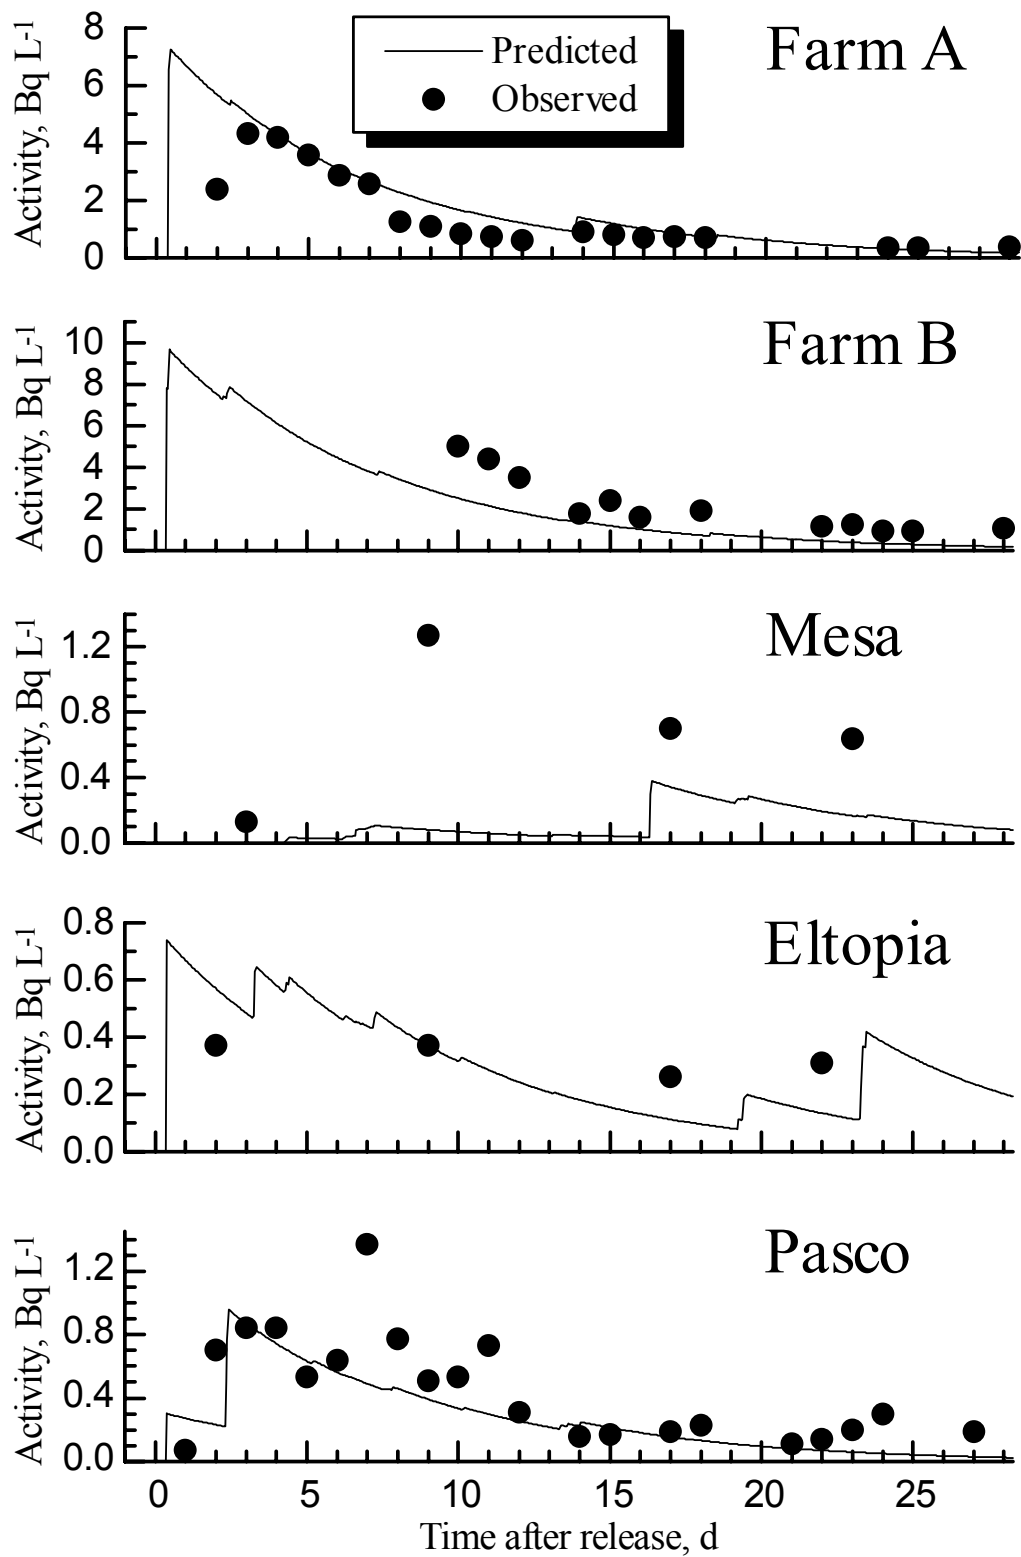 8
6
4
2
0
Activity, Bq L-1
Predicted
Observed
Farm A
10
8
6
4
2
0
Activity, Bq L-1
Farm B
1.2
0.8
0.4
0.0
Activity, Bq L-1
Mesa
0.8
0.6
0.4
0.2
0.0
Activity, Bq L-1
Eltopia
1.2
0.8
0.4
0.0
Activity, Bq L-1
Pasco
0 5 10 15 20 25
Time after release, d